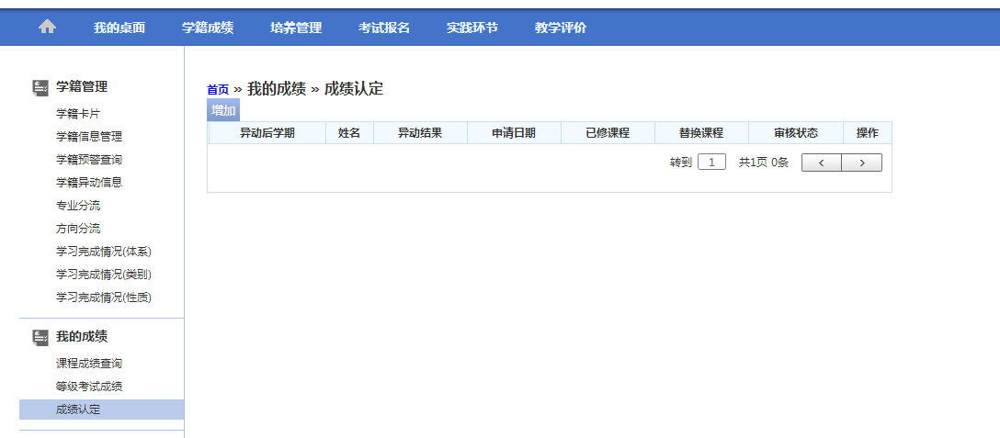 我的桌面 学籍成绩 培养管理 考试报名 实践环节 教学评价
学籍管理
学籍卡片
学籍信息管理
学籍预警查询
学籍异动信息
专业分流
方向分流
学习完成情况(体系)
学习完成情况(类别)
学习完成情况(性质)
我的成绩
课程成绩查询
等级考试成绩
成绩认定
首页 » 我的成绩 » 成绩认定
增加
异动后学期 姓名 异动结果 申请日期 已修课程 替换课程 审核状态 操作
转到 1 共1页 0条 < >